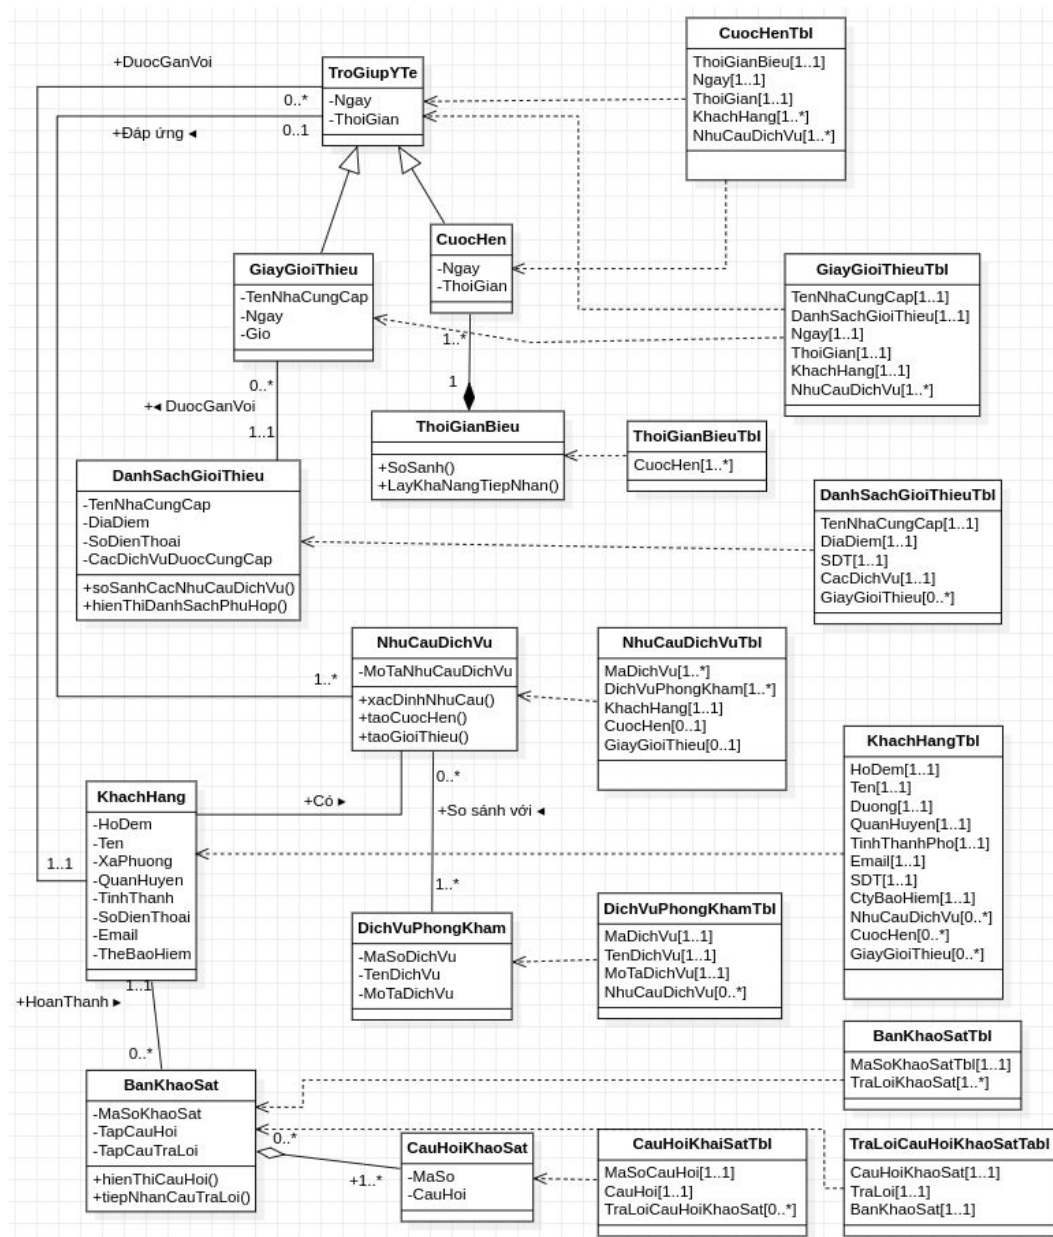 CuocHenTbl
ThoiGianBieu[1..1]
Ngay[1..1]
ThoiGian[1..1]
KhachHang[1..*]
NhuCauDichVu[1..*]
+DuocGanVoi
0..*
+Đáp ứng ◂
0..1
TroGiupYTe
-Ngay
-ThoiGian
CuocHen
-Ngay
-ThoiGian
GiayGioiThieu
-TenNhaCungCap
-Ngay
-Gio
GiayGioiThieuTbl
TenNhaCungCap[1..1]
DanhSachGioiThieu[1..1]
Ngay[1..1]
ThoiGian[1..1]
KhachHang[1..1]
NhuCauDichVu[1..*]
1..*
1
0..*
+◂ DuocGanVoi
1..1
ThoiGianBieu
+SoSanh()
+LayKhaNangTiepNhan()
ThoiGianBieuTbl
CuocHen[1..*]
DanhSachGioiThieu
-TenNhaCungCap
-DiaDiem
-SoDienThoai
-CacDichVuDuocCungCap
+soSanhCacNhuCauDichVu()
+hienThiDanhSachPhuHop()
DanhSachGioiThieuTbl
TenNhaCungCap[1..1]
DiaDiem[1..1]
SDT[1..1]
CacDichVu[1..1]
GiayGioiThieu[0..*]
NhuCauDichVu
-MoTaNhuCauDichVu
+xacDinhNhuCau()
+taoCuocHen()
+taoGioiThieu()
1..*
NhuCauDichVuTbl
MaDichVu[1..*]
DichVuPhongKham[1..*]
KhachHang[1..1]
CuocHen[0..1]
GiayGioiThieu[0..1]
KhachHangTbl
HoDem[1..1]
Ten[1..1]
Duong[1..1]
QuanHuyen[1..1]
TinhThanhPho[1..1]
Email[1..1]
SDT[1..1]
CtyBaoHiem[1..1]
NhuCauDichVu[0..*]
CuocHen[0..*]
GiayGioiThieu[0..*]
KhachHang
-HoDem
-Ten
-XaPhuong
-QuanHuyen
-TinhThanh
-SoDienThoai
-Email
-TheBaoHiem
1..1
+Có ▸
0..*
+So sánh với ◂
1..*
DichVuPhongKham
-MaSoDichVu
-TenDichVu
-MoTaDichVu
DichVuPhongKhamTbl
MaDichVu[1..1]
TenDichVu[1..1]
MoTaDichVu[1..1]
NhuCauDichVu[0..*]
1..1
+HoanThanh ▸
0..*
BanKhaoSat
-MaSoKhaoSat
-TapCauHoi
-TapCauTraLoi
+hienThiCauHoi()
+tiepNhanCauTraLoi()
0..*
+1..*
BanKhaoSatTbl
MaSoKhaoSatTbl[1..1]
TraLoiKhaoSat[1..*]
CauHoiKhaoSat
-MaSo
-CauHoi
CauHoiKhaiSatTbl
MaSoCauHoi[1..1]
CauHoi[1..1]
TraLoiCauHoiKhaoSat[0..*]
TraLoiCauHoiKhaoSatTabl
CauHoiKhaoSat[1..1]
TraLoi[1..1]
BanKhaoSat[1..1]